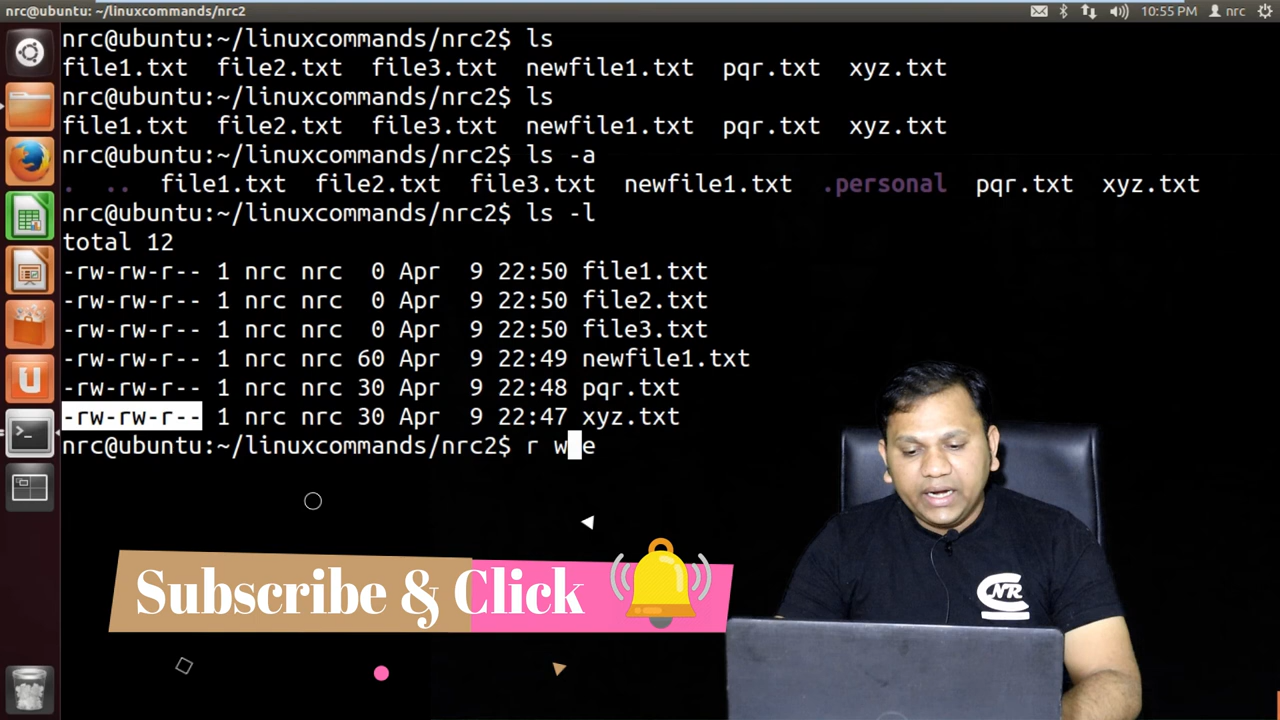 nrc@ubuntu: ~/linuxcommands/nrc2
10:55 PM nrc
nrc@ubuntu:~/linuxcommands/nrc2$ ls
file1.txt file2.txt file3.txt newfile1.txt pqr.txt xyz.txt
nrc@ubuntu:~/linuxcommands/nrc2$ ls
file1.txt file2.txt file3.txt newfile1.txt pqr.txt xyz.txt
nrc@ubuntu:~/linuxcommands/nrc2$ ls -a
. .. file1.txt file2.txt file3.txt newfile1.txt .personal pqr.txt xyz.txt
nrc@ubuntu:~/linuxcommands/nrc2$ ls -l
total 12
-rw-rw-r-- 1 nrc nrc 0 Apr 9 22:50 file1.txt
-rw-rw-r-- 1 nrc nrc 0 Apr 9 22:50 file2.txt
-rw-rw-r-- 1 nrc nrc 0 Apr 9 22:50 file3.txt
-rw-rw-r-- 1 nrc nrc 60 Apr 9 22:49 newfile1.txt
-rw-rw-r-- 1 nrc nrc 30 Apr 9 22:48 pqr.txt
-rw-rw-r-- 1 nrc nrc 30 Apr 9 22:47 xyz.txt
nrc@ubuntu:~/linuxcommands/nrc2$ r w e
Subscribe & Click
NR